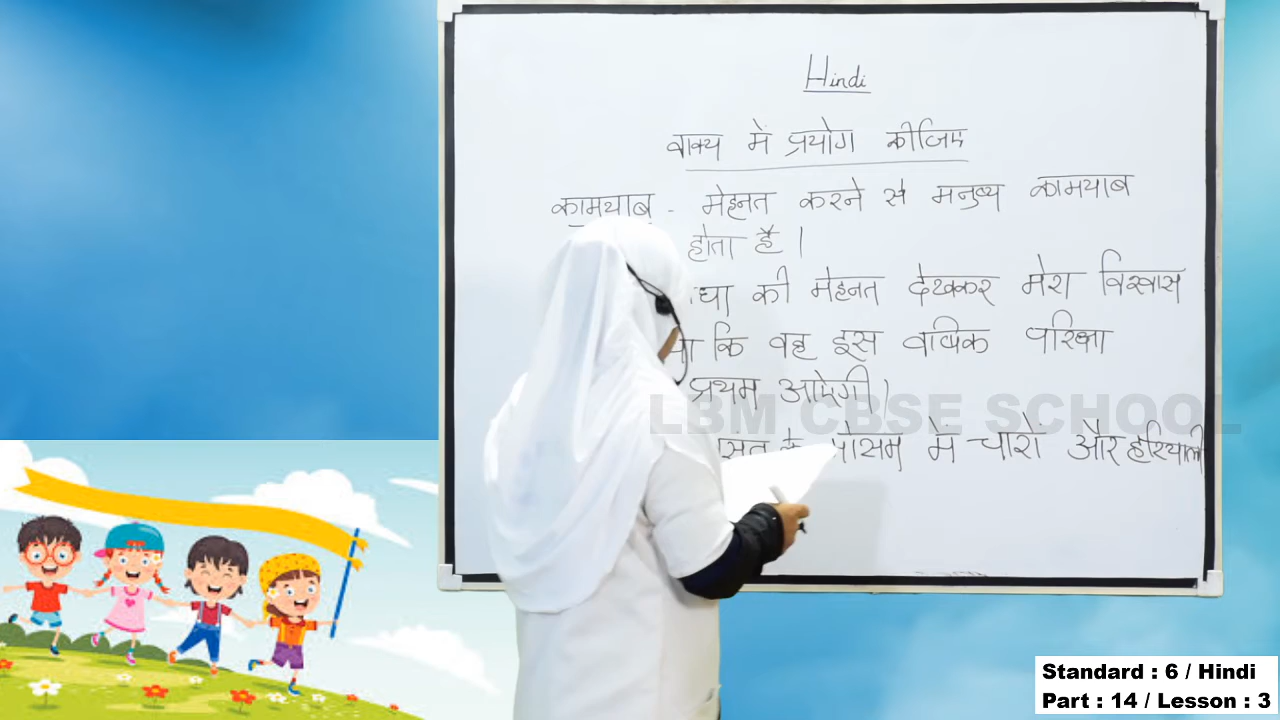 Hindi
वाक्य में प्रयोग कीजिए
कामयाब - मेहनत करने से मनुष्य कामयाब
होता है।
की मेहनत देखकर मेरा विश्वास
कि वह इस वार्षिक परिक्षा
प्रथम आएगी।
LBM CBSE SCHOOL
में चारों और हरियाली
Standard : 6 / Hindi
Part : 14 / Lesson : 3